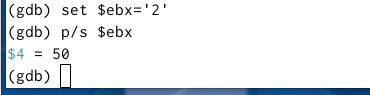 (gdb) set $ebx='2'
(gdb) p/s $ebx
$4 = 50
(gdb)